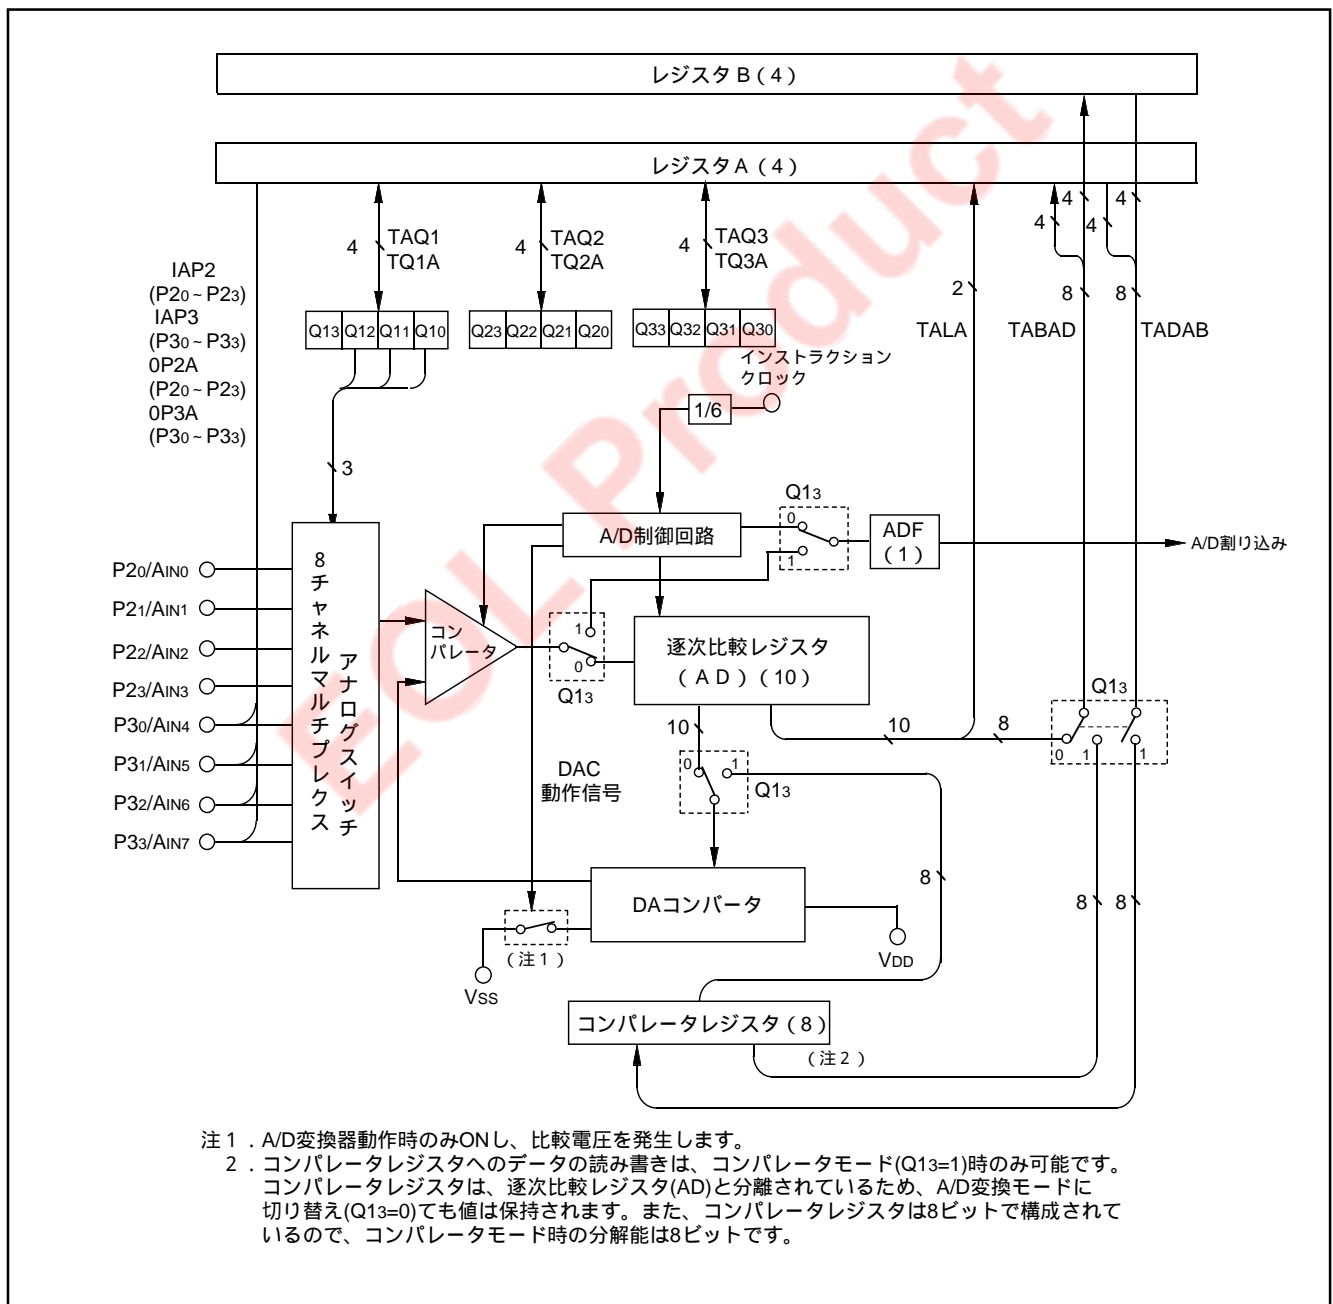 レジスタB(4)
レジスタA(4)
4
TAQ1
TQ1A
4
TAQ2
TQ2A
4
TAQ3
TQ3A
4
4
4
4
2
8
8
TALA
TABAD
TADAB
IAP2
(P20~P23)
IAP3
(P30~P33)
0P2A
(P20~P23)
0P3A
(P30~P33)
Q13 Q12 Q11 Q10
Q23 Q22 Q21 Q20
Q33 Q32 Q31 Q30
インストラクション
クロック
1/6
3
A/D制御回路
Q13
0
1
ADF
(1)
A/D割り込み
P20/AIN0
P21/AIN1
P22/AIN2
P23/AIN3
P30/AIN4
P31/AIN5
P32/AIN6
P33/AIN7
8チャネルマルチプレクス
アナログスイッチ
コン
パレータ
1
0
Q13
逐次比較レジスタ
(AD)(10)
10
10
8
Q13
0
1
1
0
1
Q13
DAC
動作信号
DAコンバータ
8
8
8
(注1)
VSS
VDD
コンパレータレジスタ(8)
(注2)
EOL Product
注1.A/D変換器動作時のみONし、比較電圧を発生します。
2.コンパレータレジスタへのデータの読み書きは、コンパレータモード(Q13=1)時のみ可能です。
コンパレータレジスタは、逐次比較レジスタ(AD)と分離されているため、A/D変換モードに
切り替え(Q13=0)ても値は保持されます。また、コンパレータレジスタは8ビットで構成されて
いるので、コンパレータモード時の分解能は8ビットです。